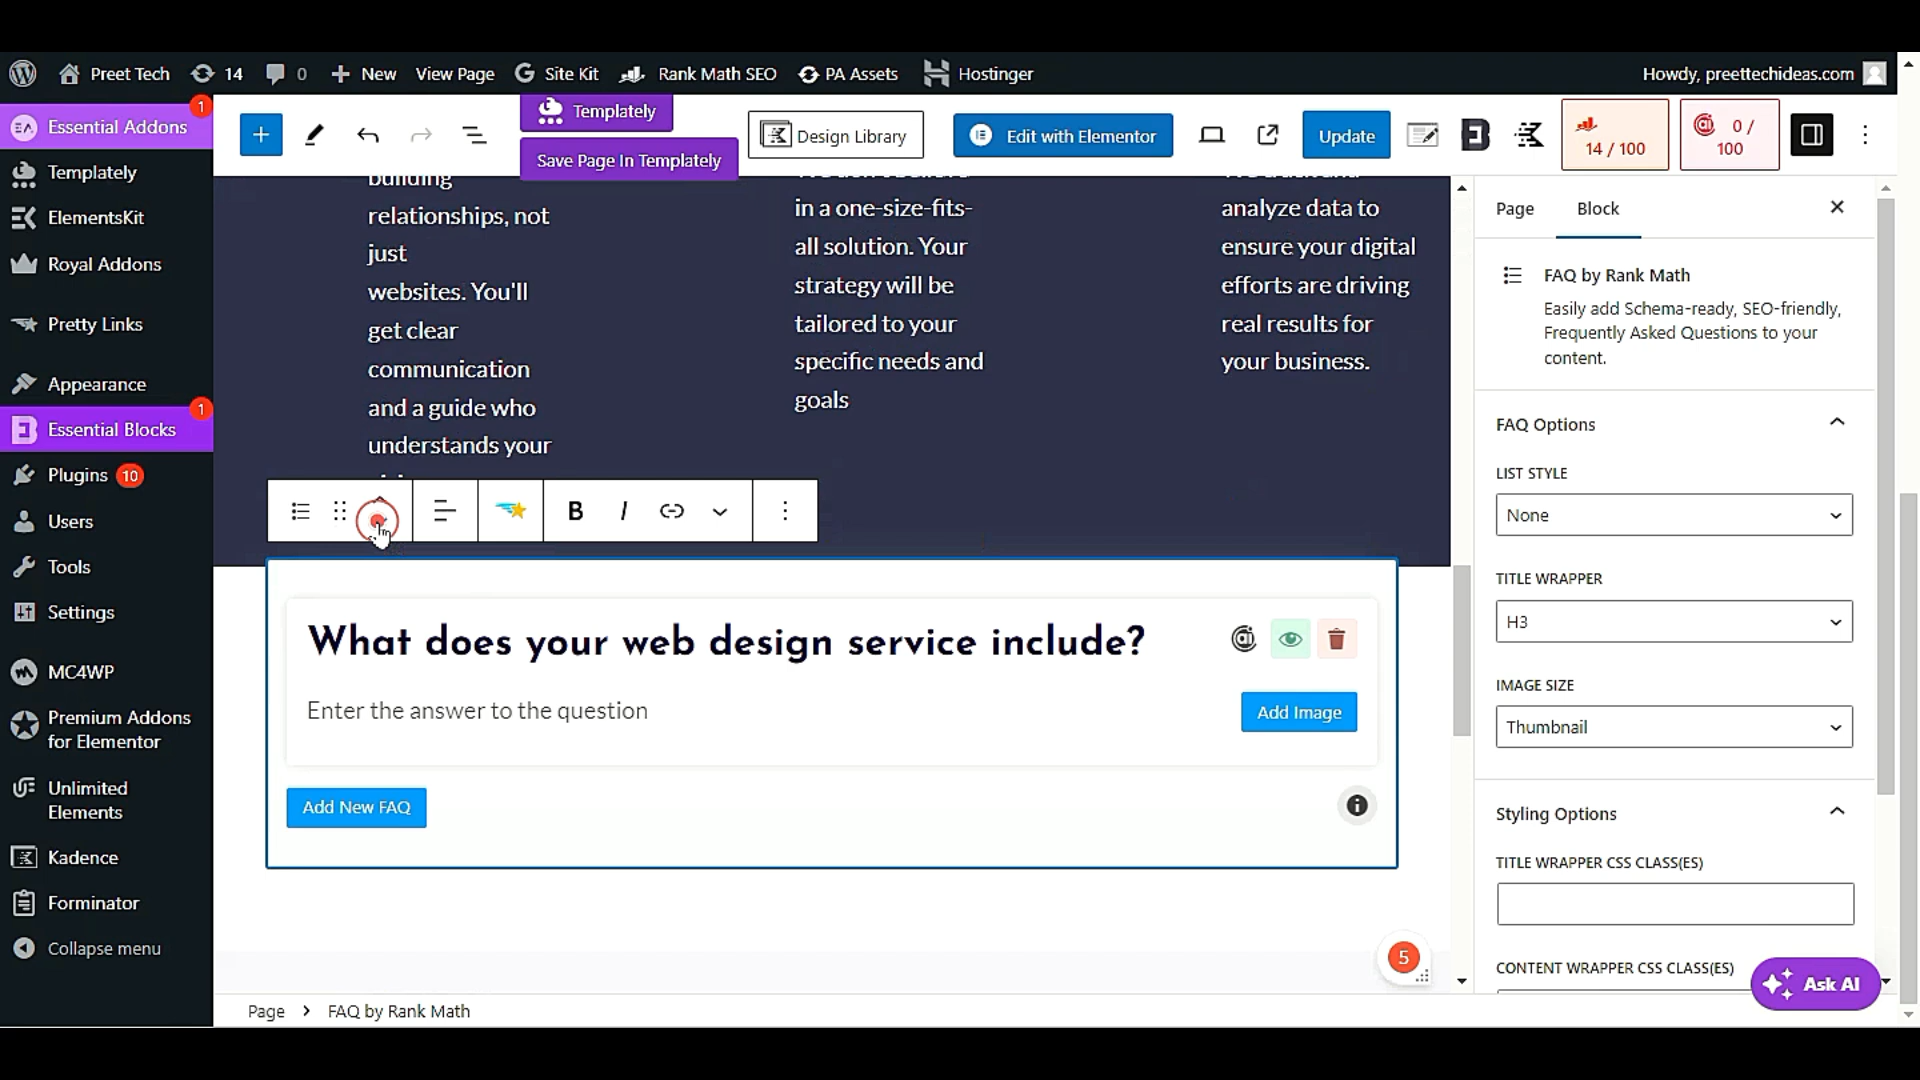 Preet Tech
14
0
New
View Page
Site Kit
Rank Math SEO
PA Assets
Hostinger
Howdy, preettechideas.com
Essential Addons
1
Templately
ElementsKit
Royal Addons
Pretty Links
Appearance
Essential Blocks
1
Plugins 10
Users
Tools
Settings
MC4WP
Premium Addons
for Elementor
Unlimited
Elements
Kadence
Forminator
Collapse menu
Templately
Save Page In Templately
Design Library
Edit with Elementor
Update
14 / 100
0 /
100
building
relationships, not
just
websites. You'll
get clear
communication
and a guide who
understands your
in a one-size-fits-
all solution. Your
strategy will be
tailored to your
specific needs and
goals
analyze data to
ensure your digital
efforts are driving
real results for
your business.
B I
What does your web design service include?
Enter the answer to the question
Add Image
Add New FAQ
5
Page
Block
FAQ by Rank Math
Easily add Schema-ready, SEO-friendly,
Frequently Asked Questions to your
content.
FAQ Options
LIST STYLE
None
TITLE WRAPPER
H3
IMAGE SIZE
Thumbnail
Styling Options
TITLE WRAPPER CSS CLASS(ES)
CONTENT WRAPPER CSS CLASS(ES)
Ask AI
Page
FAQ by Rank Math